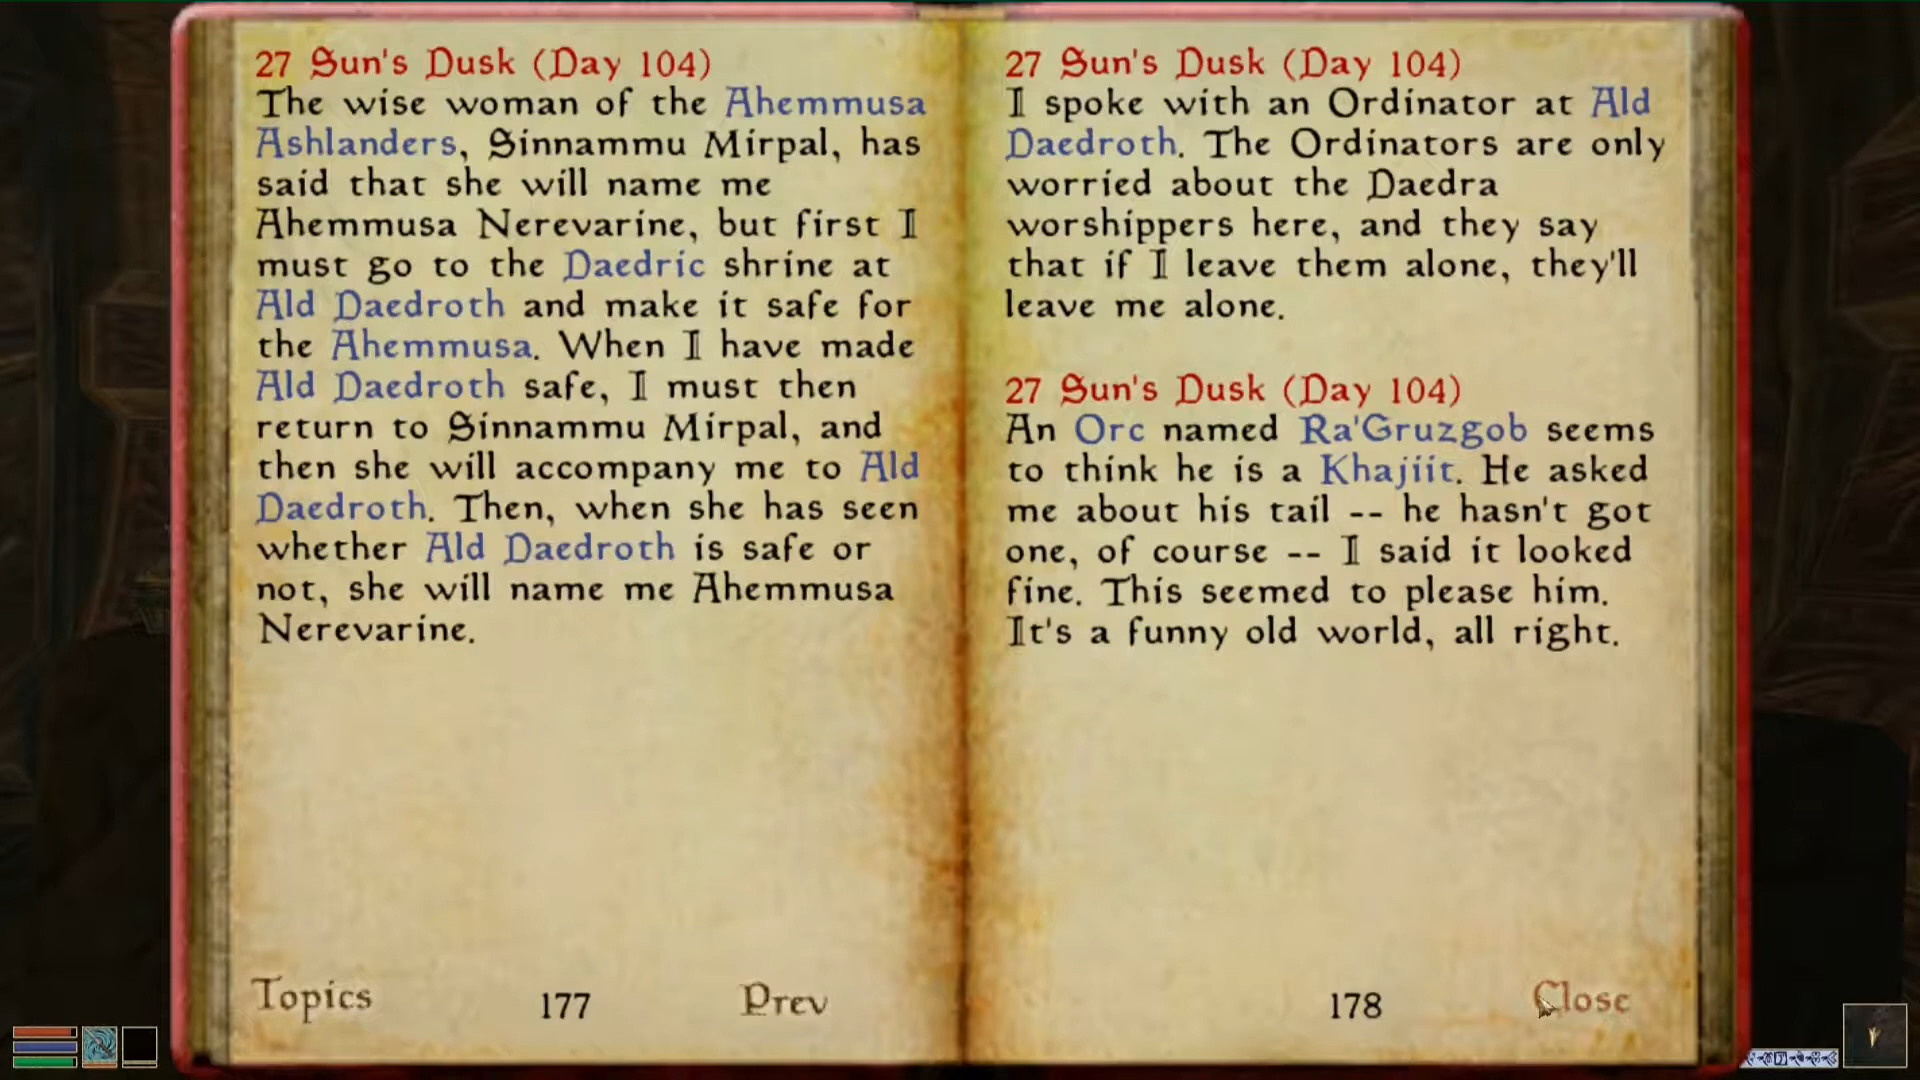 27 Sun's Dusk (Day 104)
The wise woman of the Ahemmusa
Ashlanders, Sinnammu Mirpal, has
said that she will name me
Ahemmusa Nerevarine, but first I
must go to the Daedric shrine at
Ald Daedroth and make it safe for
the Ahemmusa. When I have made
Ald Daedroth safe, I must then
return to Sinnammu Mirpal, and
then she will accompany me to Ald
Daedroth. Then, when she has seen
whether Ald Daedroth is safe or
not, she will name me Ahemmusa
Nerevarine.
Topics
177
Prev
27 Sun's Dusk (Day 104)
I spoke with an Ordinator at Ald
Daedroth. The Ordinators are only
worried about the Daedra
worshippers here, and they say
that if I leave them alone, they'll
leave me alone.
27 Sun's Dusk (Day 104)
An Orc named Ra'Gruzgob seems
to think he is a Khajiit. He asked
me about his tail -- he hasn't got
one, of course -- I said it looked
fine. This seemed to please him.
It's a funny old world, all right.
178
Close